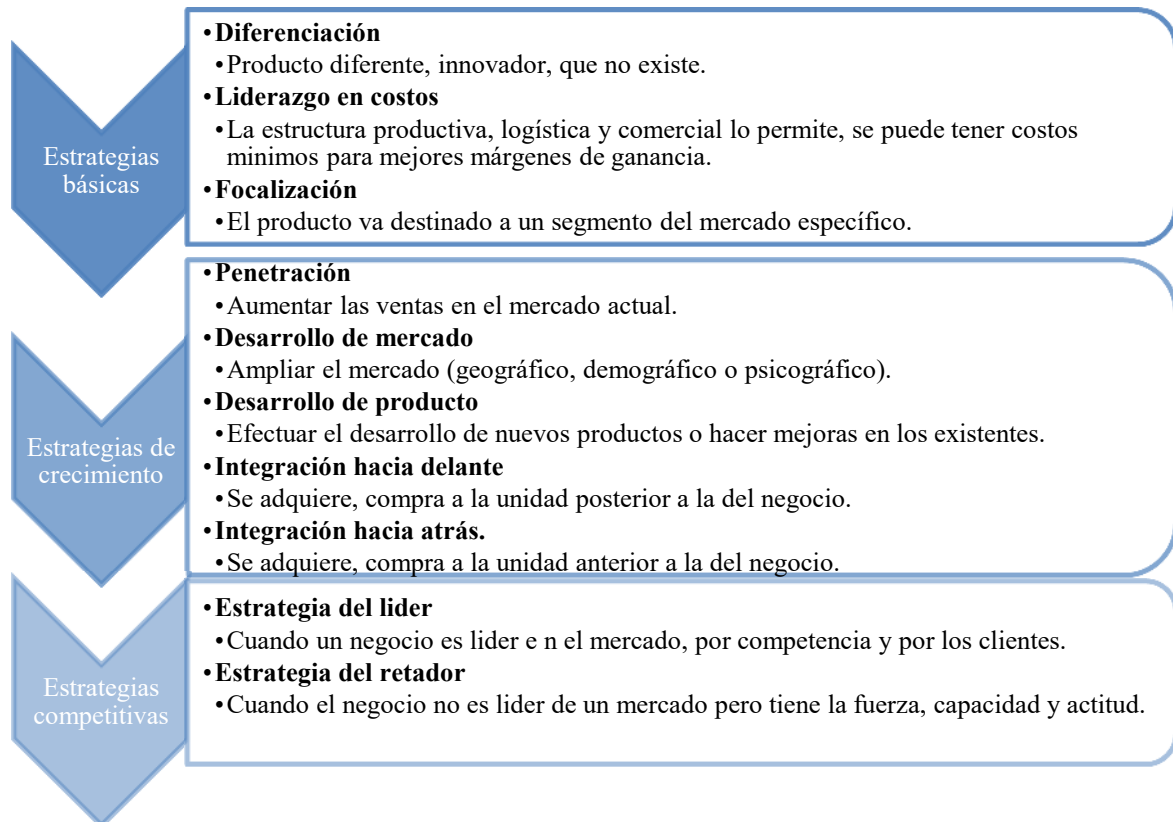 Estrategias
básicas
•Diferenciación
•Producto diferente, innovador, que no existe.
•Liderazgo en costos
•La estructura productiva, logística y comercial lo permite, se puede tener costos
minimos para mejores márgenes de ganancia.
•Focalización
•El producto va destinado a un segmento del mercado específico.
Estrategias de
crecimiento
•Penetración
•Aumentar las ventas en el mercado actual.
•Desarrollo de mercado
•Ampliar el mercado (geográfico, demográfico o psicográfico).
•Desarrollo de producto
•Efectuar el desarrollo de nuevos productos o hacer mejoras en los existentes.
•Integración hacia delante
•Se adquiere, compra a la unidad posterior a la del negocio.
•Integración hacia atrás.
•Se adquiere, compra a la unidad anterior a la del negocio.
Estrategias
competitivas
•Estrategia del lider
•Cuando un negocio es lider e n el mercado, por competencia y por los clientes.
•Estrategia del retador
•Cuando el negocio no es lider de un mercado pero tiene la fuerza, capacidad y actitud.